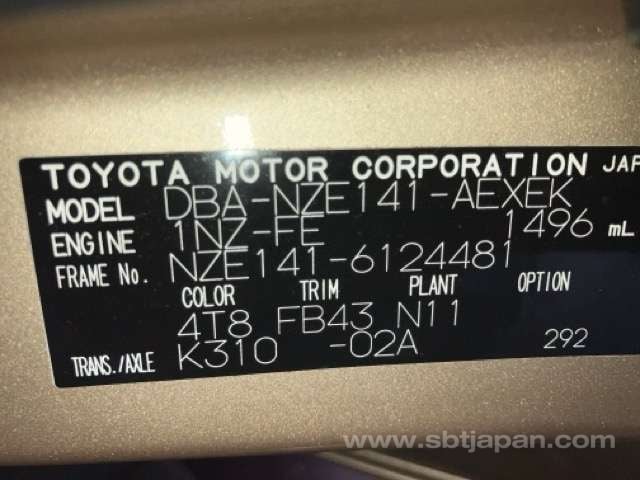 TOYOTA MOTOR CORPORATION JAP
MODEL DBA-NZE141-AEXEK
ENGINE 1NZ-FE 1496 mL
FRAME No. NZE141-6124481
COLOR TRIM PLANT OPTION
4T8 FB43 N11
TRANS./AXLE K310 -02A 292
www.sbtjapan.com